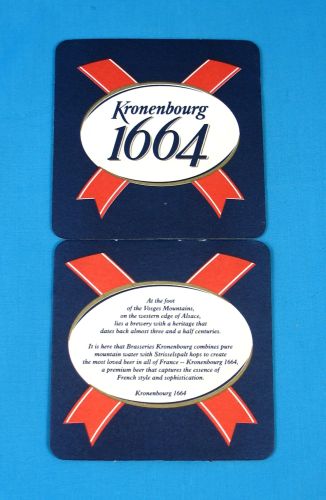 Kronenbourg
1664
At the foot
of the Vosges Mountains,
on the western edge of Alsace,
lies a brewery with a heritage that
dates back almost three and a half centuries.
It is here that Brasseries Kronenbourg combines pure
mountain water with Strisselspalt hops to create
the most loved beer in all of France – Kronenbourg 1664,
a premium beer that captures the essence of
French style and sophistication.
Kronenbourg 1664